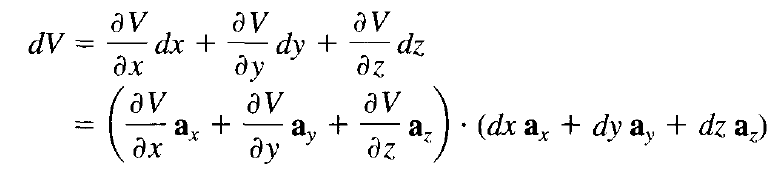 dV = ∂V/∂x dx + ∂V/∂y dy + ∂V/∂z dz
= (∂V/∂x a_x + ∂V/∂y a_y + ∂V/∂z a_z) · (dx a_x + dy a_y + dz a_z)